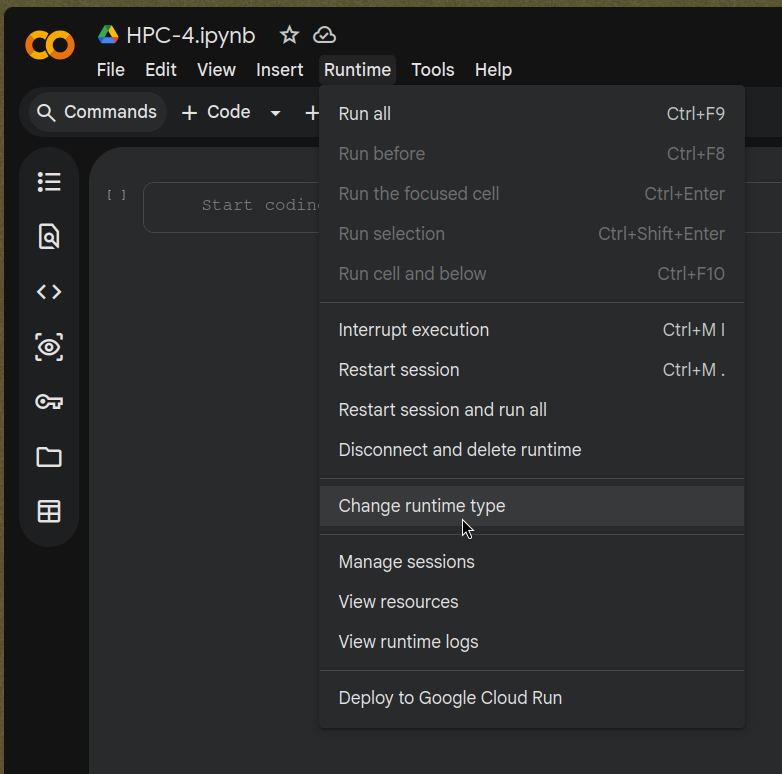 HPC-4.ipynb
File Edit View Insert Runtime Tools Help
Commands + Code +
Run all Ctrl+F9
Run before Ctrl+F8
[ ] Start coding
Run the focused cell Ctrl+Enter
Run selection Ctrl+Shift+Enter
Run cell and below Ctrl+F10
Interrupt execution Ctrl+M I
Restart session Ctrl+M .
Restart session and run all
Disconnect and delete runtime
Change runtime type
Manage sessions
View resources
View runtime logs
Deploy to Google Cloud Run